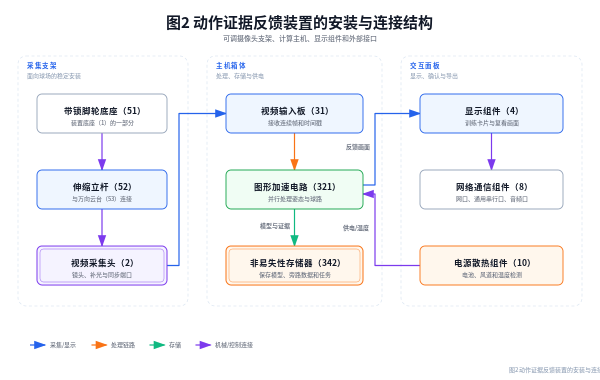 图2 动作证据反馈装置的安装与连接结构
可调摄像头支架、计算主机、显示组件和外部接口
采集支架
面向球场的稳定安装
带锁脚轮底座（51）
装置底座（1）的一部分
伸缩立杆（52）
与方向云台（53）连接
视频采集头（2）
镜头、补光与同步端口
主机箱体
处理、存储与供电
视频输入板（31）
接收连续帧和时间戳
反馈画面
图形加速电路（321）
并行处理姿态与球路
模型与证据
供电/温度
非易失性存储器（342）
保存模型、旁路数据和任务
交互面板
显示、确认与导出
显示组件（4）
训练卡片与复看画面
网络通信组件（8）
网口、通用串行口、音频口
电源散热组件（10）
电池、风道和温度检测
采集/显示
处理链路
存储
机械/控制连接
图2 动作证据反馈装置的安装与连